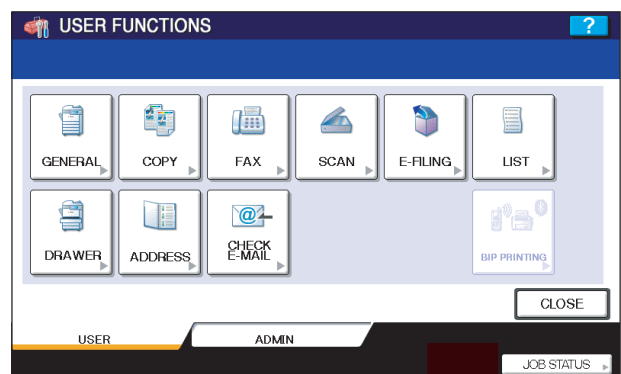 USER FUNCTIONS
?
GENERAL
COPY
FAX
SCAN
E-FILING
LIST
DRAWER
ADDRESS
@
CHECK
E-MAIL
BIP PRINTING
CLOSE
USER
ADMIN
JOB STATUS